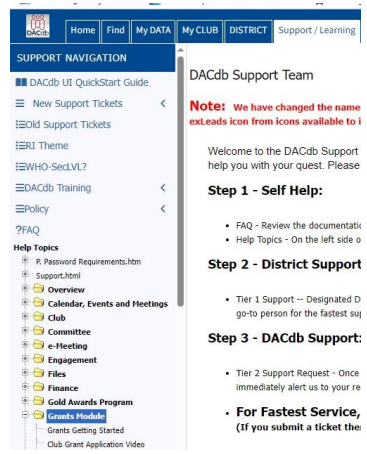 DACdb
Home
Find
My DATA
My CLUB
DISTRICT
Support / Learning
SUPPORT NAVIGATION
DACdb UI QuickStart Guide
New Support Tickets
Old Support Tickets
RI Theme
WHO-SecLVL?
DACdb Training
Policy
?FAQ
Help Topics
P. Password Requirements.htm
Support.html
Overview
Calendar, Events and Meetings
Club
Committee
e-Meeting
Engagement
Files
Finance
Gold Awards Program
Grants Module
Grants Getting Started
Club Grant Application Video
DACdb Support Team
Note: We have changed the name
exLeads icon from icons available to i
Welcome to the DACdb Support
help you with your quest. Please
Step 1 - Self Help:
• FAQ - Review the documentatio
• Help Topics - On the left side o
Step 2 - District Support
• Tier 1 Support -- Designated D
go-to person for the fastest sup
Step 3 - DACdb Support:
• Tier 2 Support Request - Once
immediately alert us to your re
• For Fastest Service,
(If you submit a ticket the